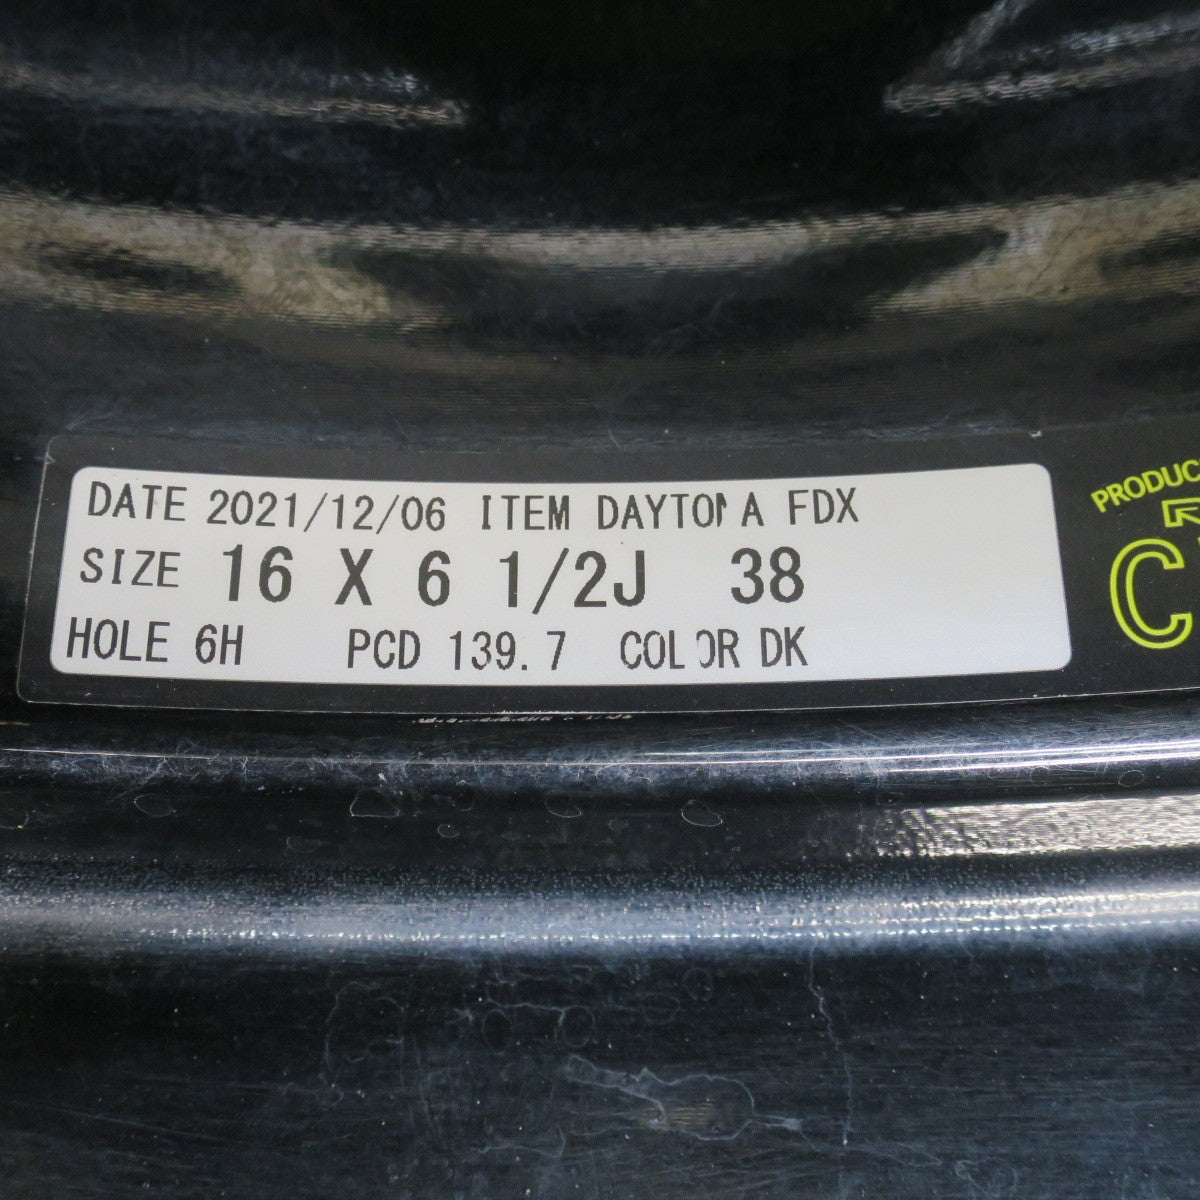 DATE 2021/12/06 ITEM DAYTONA FDX
SIZE 16 X 6 1/2J 38
HOLE 6H PCD 139.7 COLOR DK